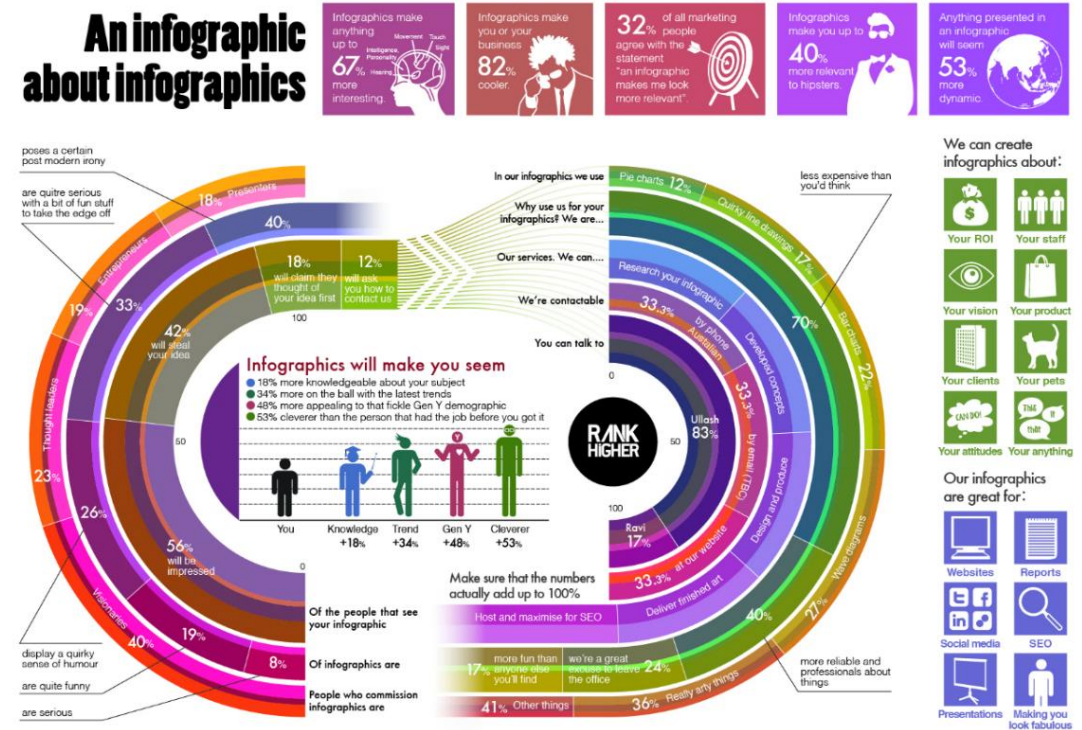 An infographic
about infographics
Infographics make
anything
up to
67%
more
interesting.
Movement
Touch
Intelligence,
Personality
Sight
Hearing
Infographics make
you or your
business
82%
cooler.
32% of all marketing
people
agree with the
statement
"an infographic
makes me look
more relevant".
Infographics
make you up to
40%
more relevant
to hipsters.
Anything presented in
an infographic
will seem
53%
more
dynamic.
poses a certain
post modern irony
are quitre serious
with a bit of fun stuff
to take the edge off
18% Presenters
40%
19% Entrepreneurs
33%
18%
will claim they
thought of
your idea first
12%
will ask
you how to
contact us
42%
will steal
your idea
100
50
0
23% Thought leaders
26%
56%
will be
impressed
40% Visionaries
19%
8%
display a quirky
sense of humour
are quite funny
are serious
Of the people that see
your infographic
Of infographics are
People who commission
infographics are
Infographics will make you seem
18% more knowledgeable about your subject
34% more on the ball with the latest trends
48% more appealing to that fickle Gen Y demographic
53% cleverer than the person that had the job before you got it
Y
You
Knowledge
+18%
Trend
+34%
Gen Y
+48%
Cleverer
+53%
In our infographics we use
Why use us for your
infographics? We are...
Our services. We can....
We're contactable
You can talk to
0
50
100
RANK
HIGHER
Pie charts 12%
Quirky line drawings 17%
Bar charts 22%
Wave diagrams 27%
Really arty things 36%
Other things 41%
less expensive than
you'd think
70%
40%
more reliable and
professionals about
things
we're a great
excuse to leave
the office
24%
17%
more fun than
anyone else
you'll find
Research your infographic
Developed concepts
Design and produce
Deliver finished art
Host and maximise for SEO
33.3% by phone
Australian
33.3% by email (TBC)
33.3% at our website
Ullash
83%
Ravi
17%
Make sure that the numbers
actually add up to 100%
We can create
infographics about:
$
Your ROI
Your staff
Your vision
Your product
Your clients
Your pets
CAN DO!
Your attitudes
This
It
that!
Your anything
Our infographics
are great for:
Websites
Reports
Social media
SEO
Presentations
Making you
look fabulous